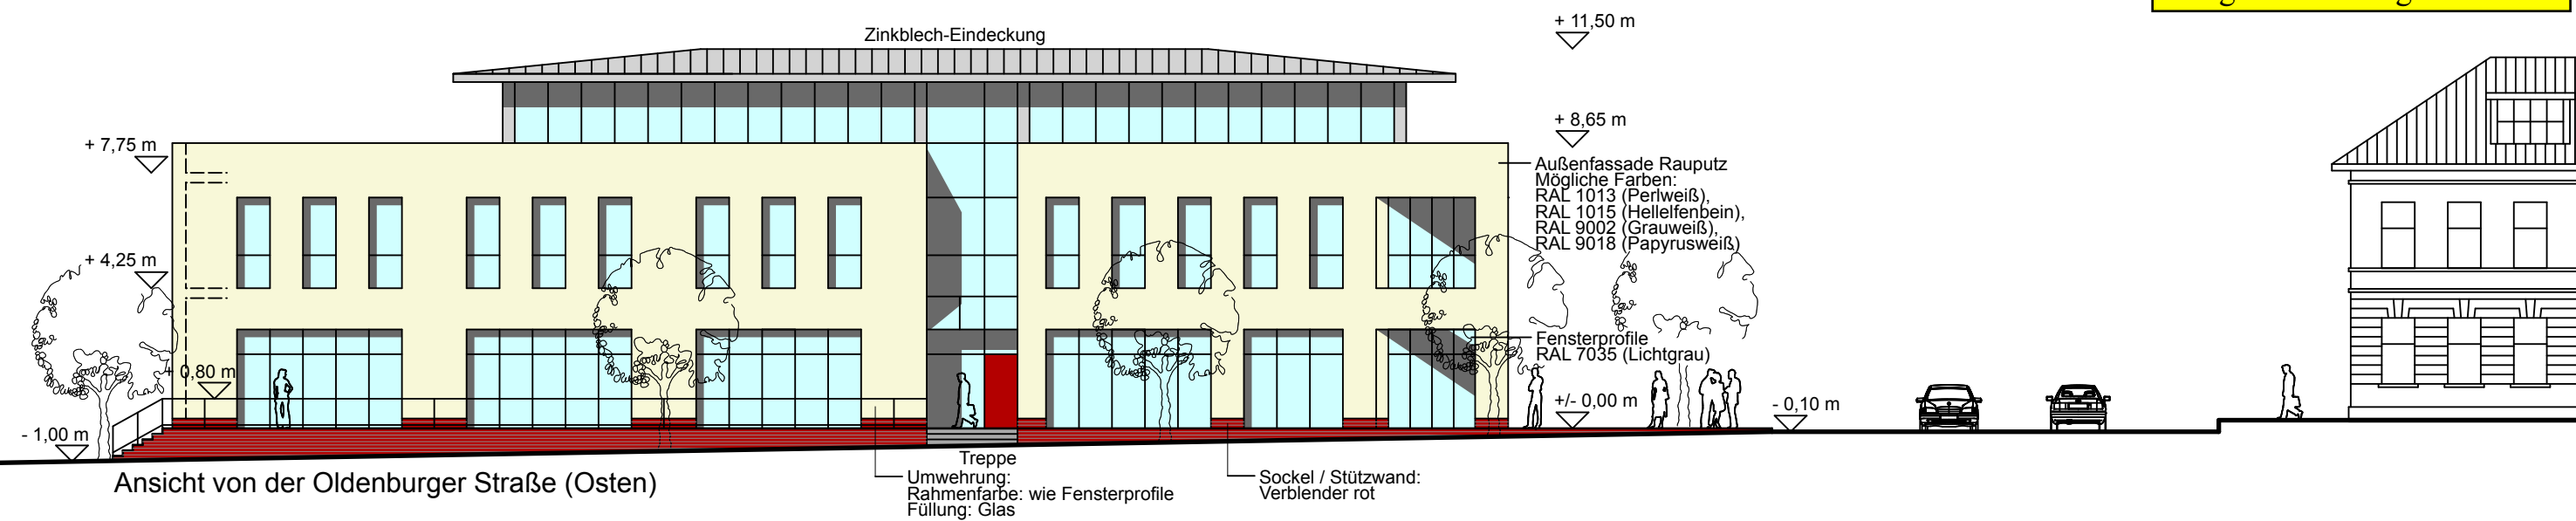 Zinkblech-Eindeckung
+ 11,50 m
+ 8,65 m
+ 7,75 m
Außenfassade Rauputz
Mögliche Farben:
RAL 1013 (Perlweiß),
RAL 1015 (Hellelfenbein),
RAL 9002 (Grauweiß),
RAL 9018 (Papyrusweiß)
+ 4,25 m
Fensterprofile
RAL 7035 (Lichtgrau)
+ 0,80 m
+/- 0,00 m
- 0,10 m
- 1,00 m
Treppe
Umwehrung:
Rahmenfarbe: wie Fensterprofile
Füllung: Glas
Sockel / Stützwand:
Verblender rot
Ansicht von der Oldenburger Straße (Osten)